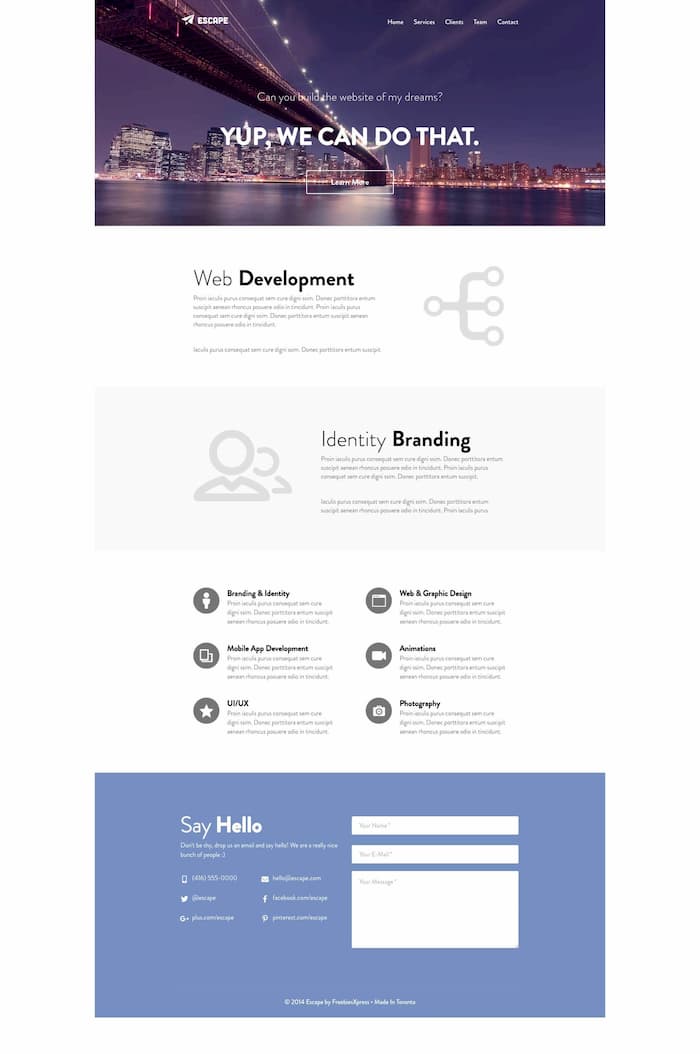 ESCAPE
Home Services Clients Team Contact
Can you build the website of my dreams?
YUP, WE CAN DO THAT.
Learn More
Web Development
Proin iaculis purus consequat sem cure digni ssim. Donec porttitora entum
suscipit aenean rhoncus posuere odio in tincidunt. Proin iaculis purus
consequat sem cure digni ssim. Donec porttitora entum suscipit aenean
rhoncus posuere odio in tincidunt.
Iaculis purus consequat sem cure digni ssim. Donec porttitora entum suscipit.
Identity Branding
Proin iaculis purus consequat sem cure digni ssim. Donec porttitora entum
suscipit aenean rhoncus posuere odio in tincidunt. Proin iaculis purus
consequat sem cure digni ssim. Donec porttitora entum suscipit.
Iaculis purus consequat sem cure digni ssim. Donec porttitora entum
suscipit aenean rhoncus posuere odio in tincidunt. Proin iaculis purus
Branding & Identity
Proin iaculis purus consequat sem cure
digni ssim. Donec porttitora entum suscipit
aenean rhoncus posuere odio in tincidunt.
Web & Graphic Design
Proin iaculis purus consequat sem cure
digni ssim. Donec porttitora entum suscipit
aenean rhoncus posuere odio in tincidunt.
Mobile App Development
Proin iaculis purus consequat sem cure
digni ssim. Donec porttitora entum suscipit
aenean rhoncus posuere odio in tincidunt.
Animations
Proin iaculis purus consequat sem cure
digni ssim. Donec porttitora entum suscipit
aenean rhoncus posuere odio in tincidunt.
UI/UX
Proin iaculis purus consequat sem cure
digni ssim. Donec porttitora entum suscipit
aenean rhoncus posuere odio in tincidunt.
Photography
Proin iaculis purus consequat sem cure
digni ssim. Donec porttitora entum suscipit
aenean rhoncus posuere odio in tincidunt.
Say Hello
Don't be shy, drop us an email and say hello! We are a really nice
bunch of people :)
(416) 555-0000
hello@escape.com
@escape
facebook.com/escape
plus.com/escape
pinterest.com/escape
Your Name *
Your E-Mail *
Your Message *
© 2014 Escape by FreebiesXpress • Made In Toronto